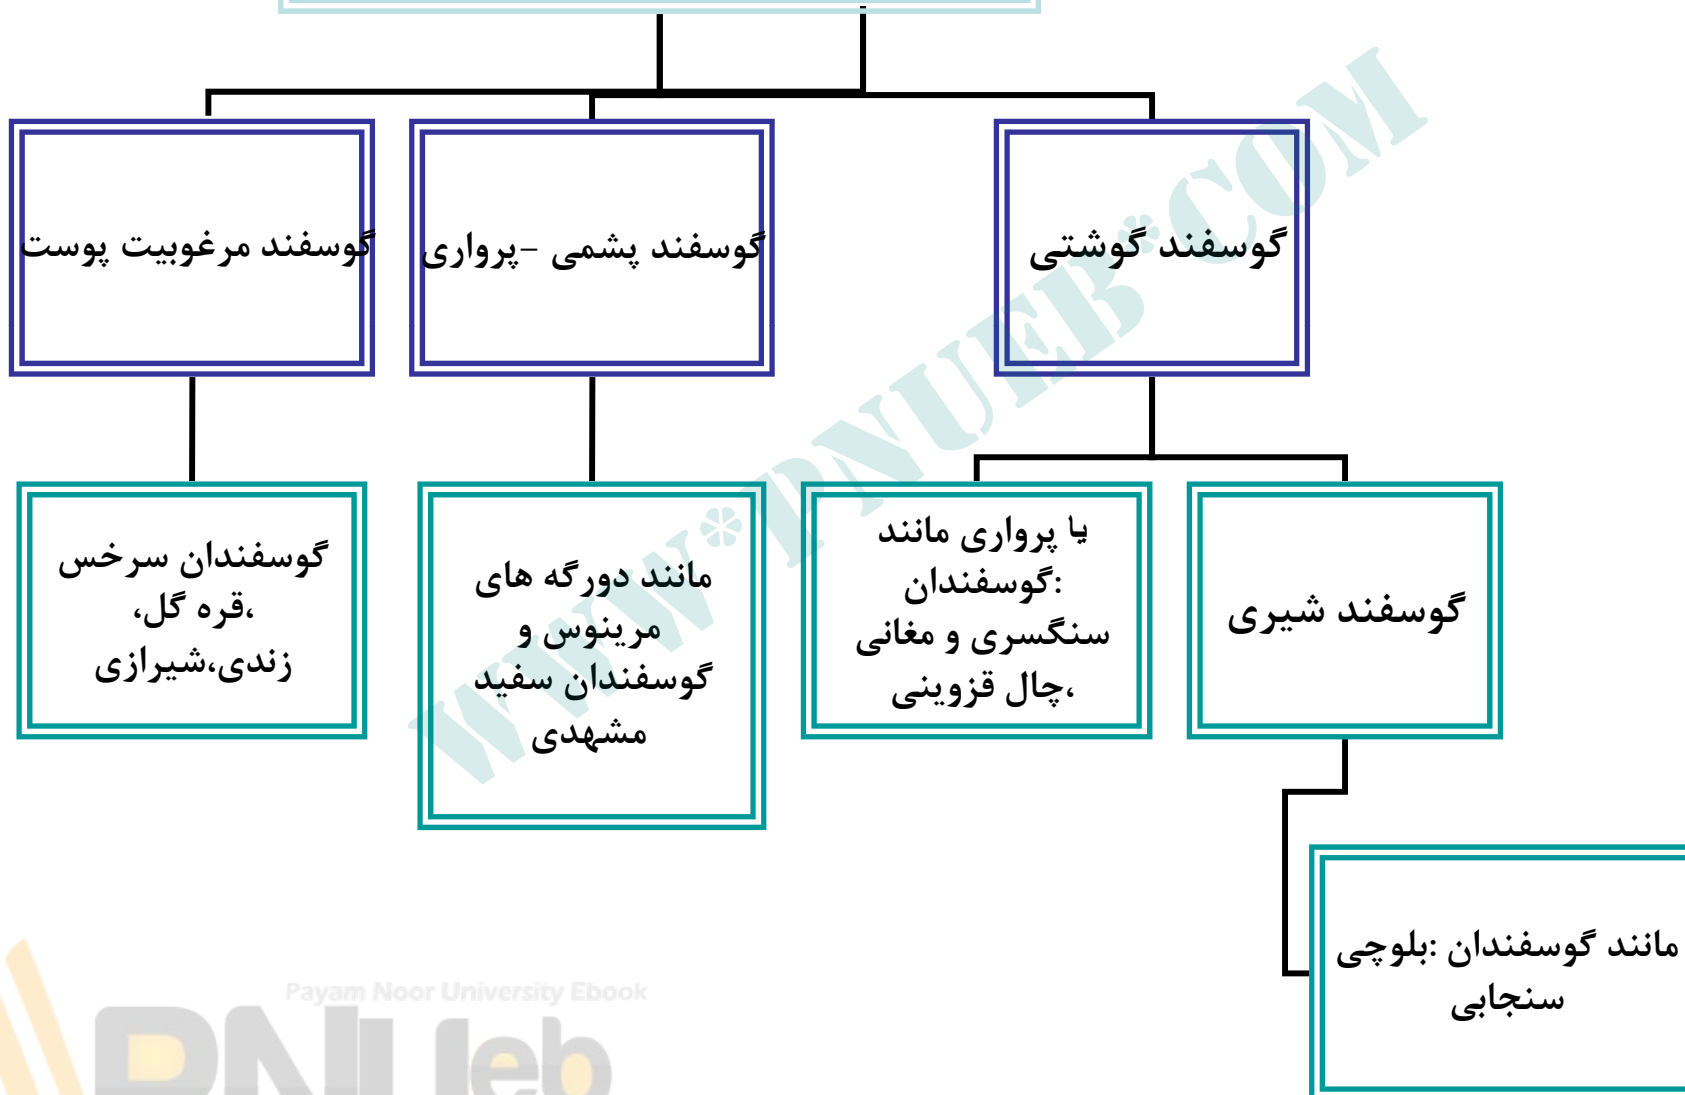 گوسفند گوشتی
گوسفند پشمی -پرواری
گوسفند مرغوبیت پوست
گوسفند شیری
یا پرواری مانند
:گوسفندان
سنگسری و مغانی
،چال قزوینی
مانند دورگه های
مرینوس و
گوسفندان سفید
مشهدی
گوسفندان سرخس
،قره گل،
زندی،شیرازی
مانند گوسفندان :بلوچی
سنجابی
WWW*PNUEB*COM
Payam Noor University Ebook
PNUeb